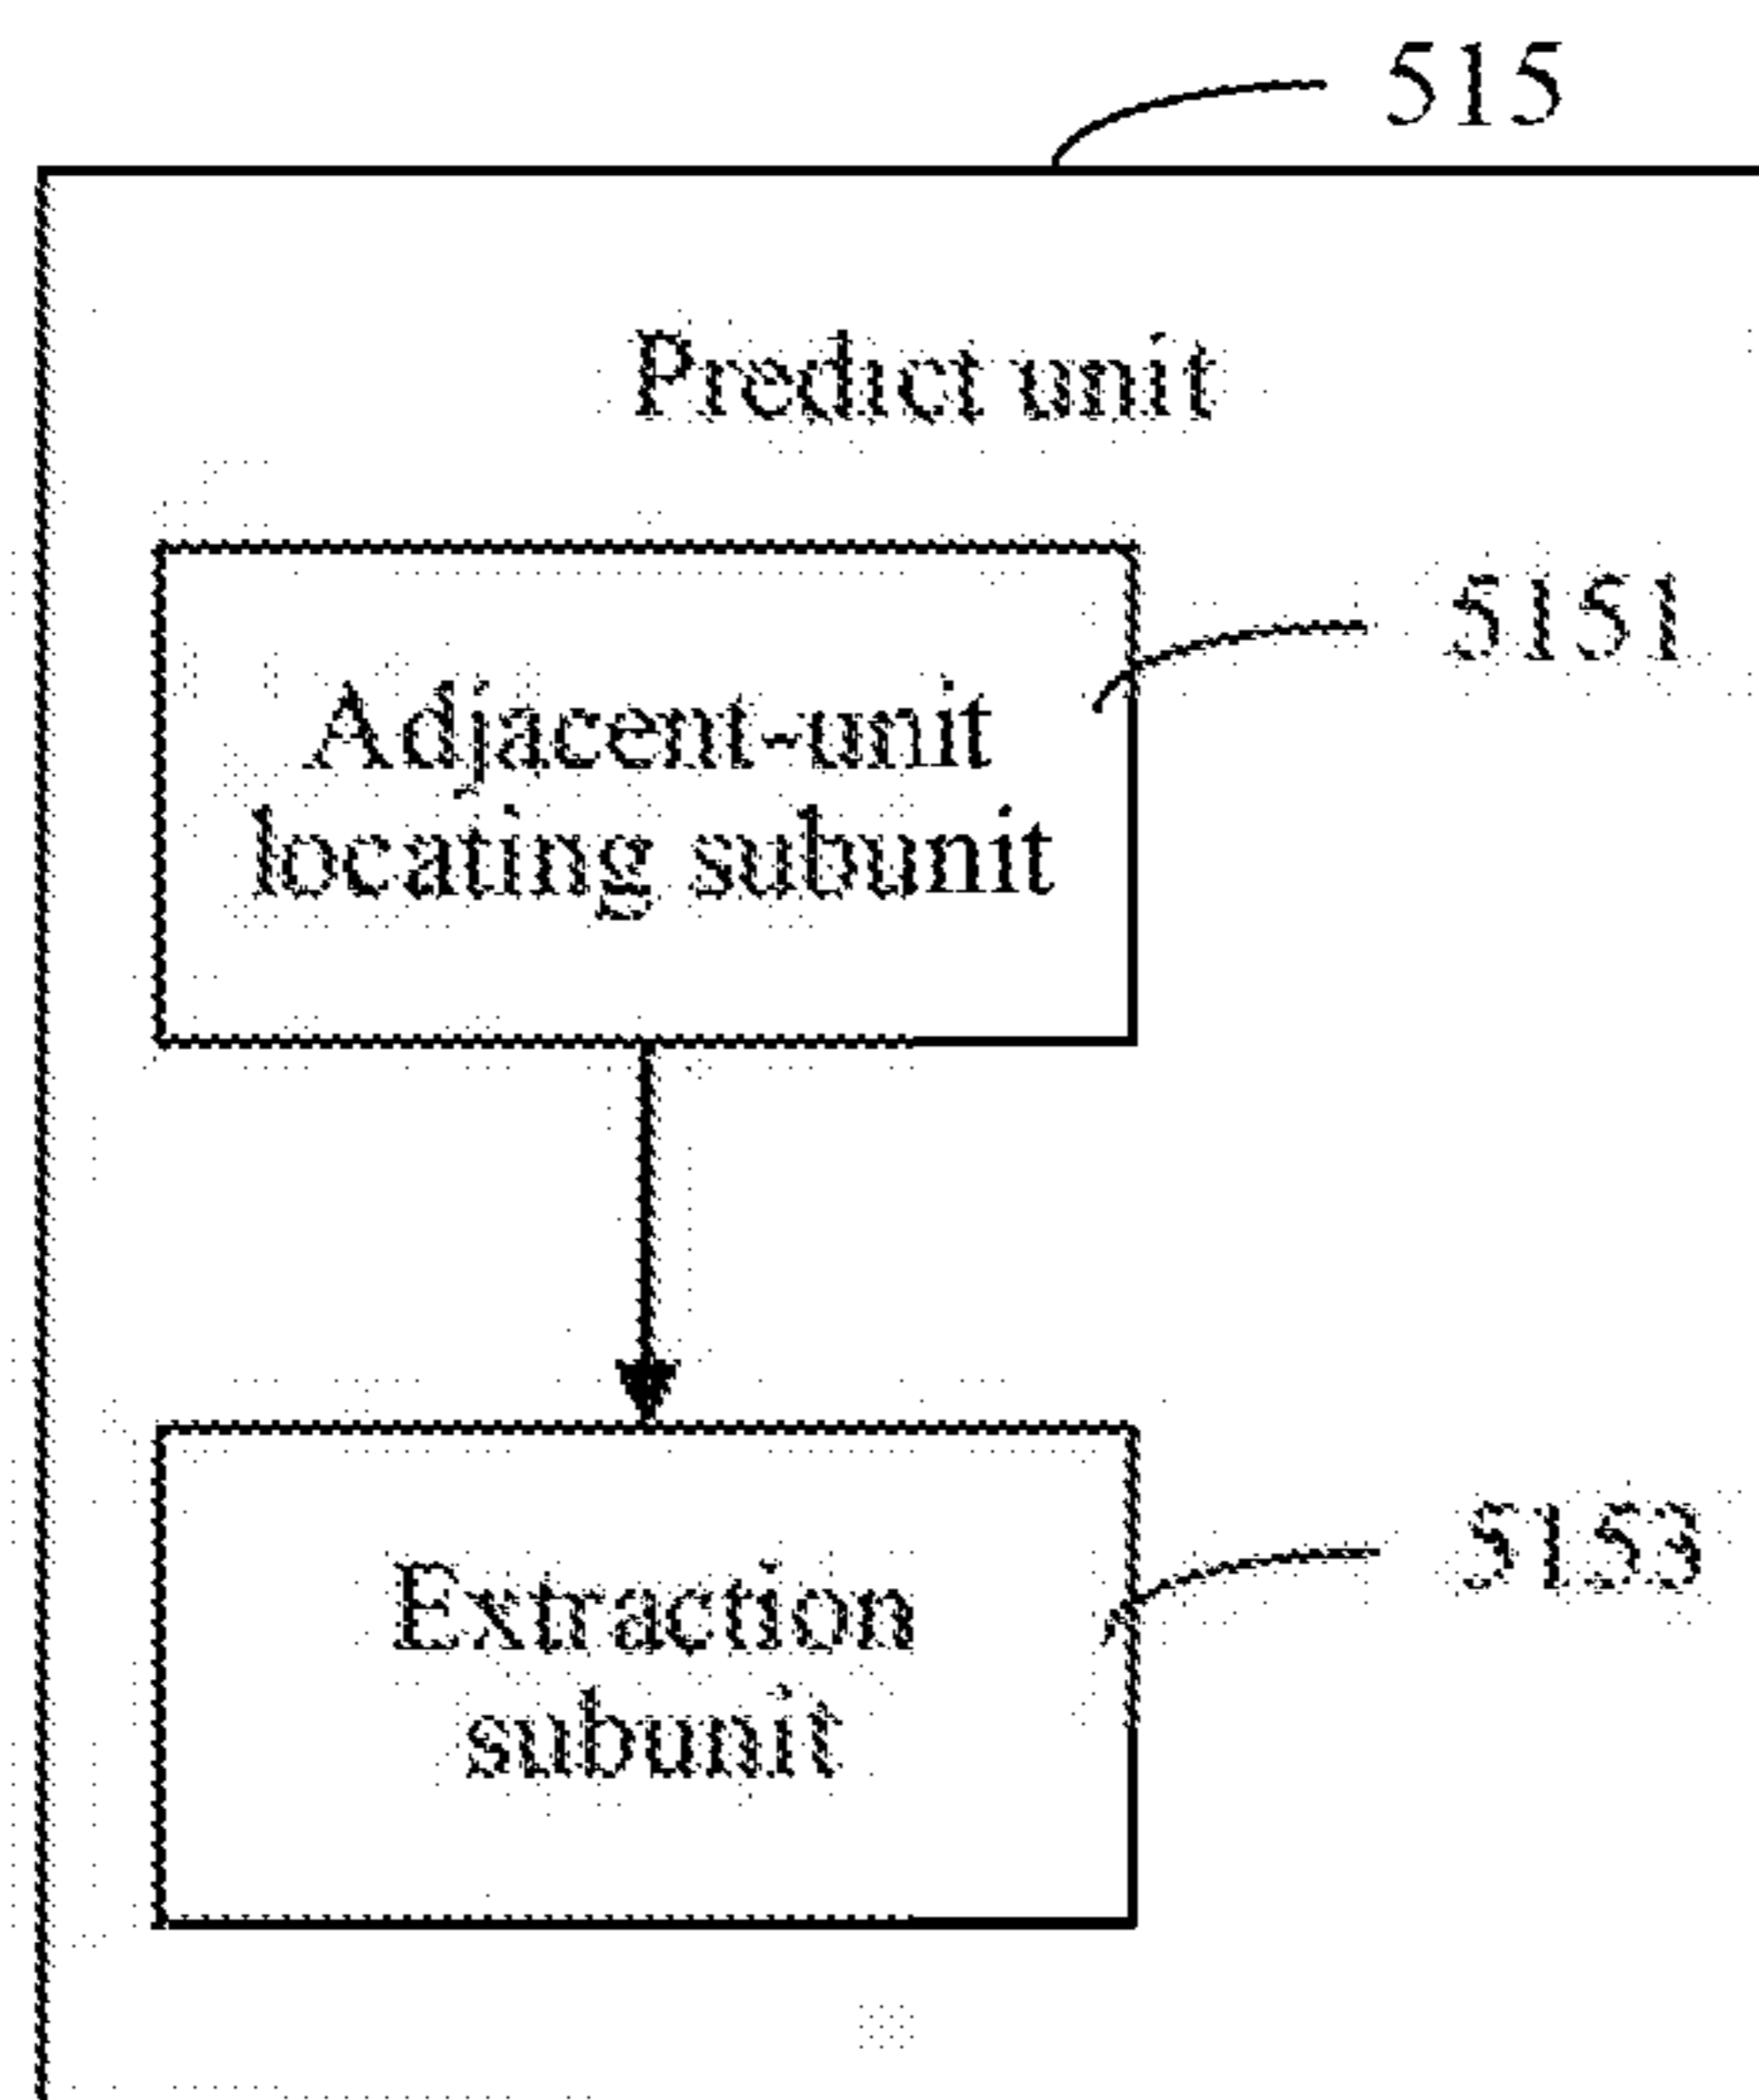 515
Predict unit
5151
Adjacent-unit
locating subunit
5153
Extraction
subunit